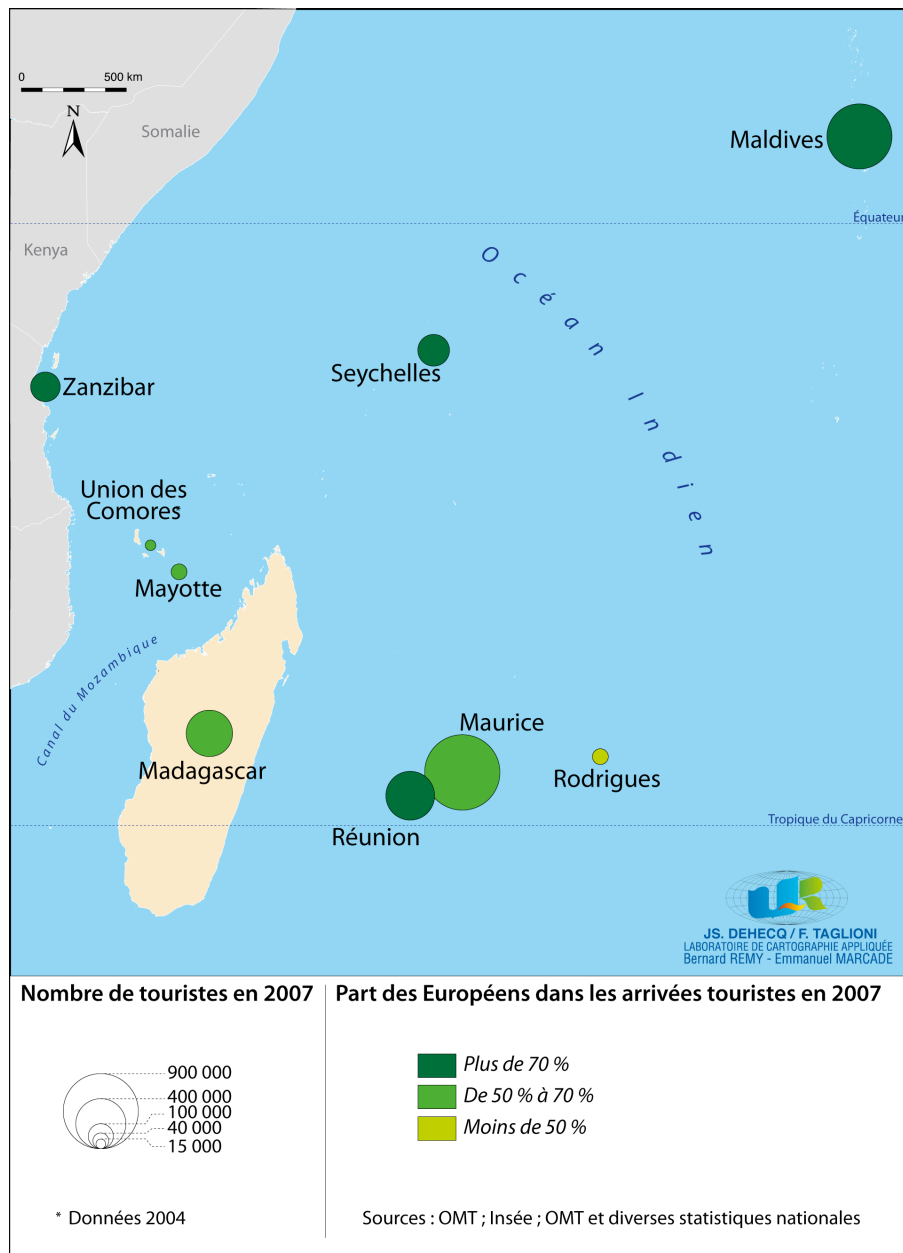 0 500 km
N
Somalie
Maldives
Équateur
Kenya
Océan Indien
Seychelles
Zanzibar
Union des
Comores
Mayotte
Canal du Mozambique
Maurice
Madagascar
Rodrigues
Réunion
Tropique du Capricorne
UR
JS. DEHECQ / F. TAGLIONI
LABORATOIRE DE CARTOGRAPHIE APPLIQUÉE
Bernard REMY - Emmanuel MARCADE
Nombre de touristes en 2007
900 000
400 000
100 000
40 000
15 000
* Données 2004
Part des Européens dans les arrivées touristes en 2007
Plus de 70 %
De 50 % à 70 %
Moins de 50 %
Sources : OMT ; Insée ; OMT et diverses statistiques nationales